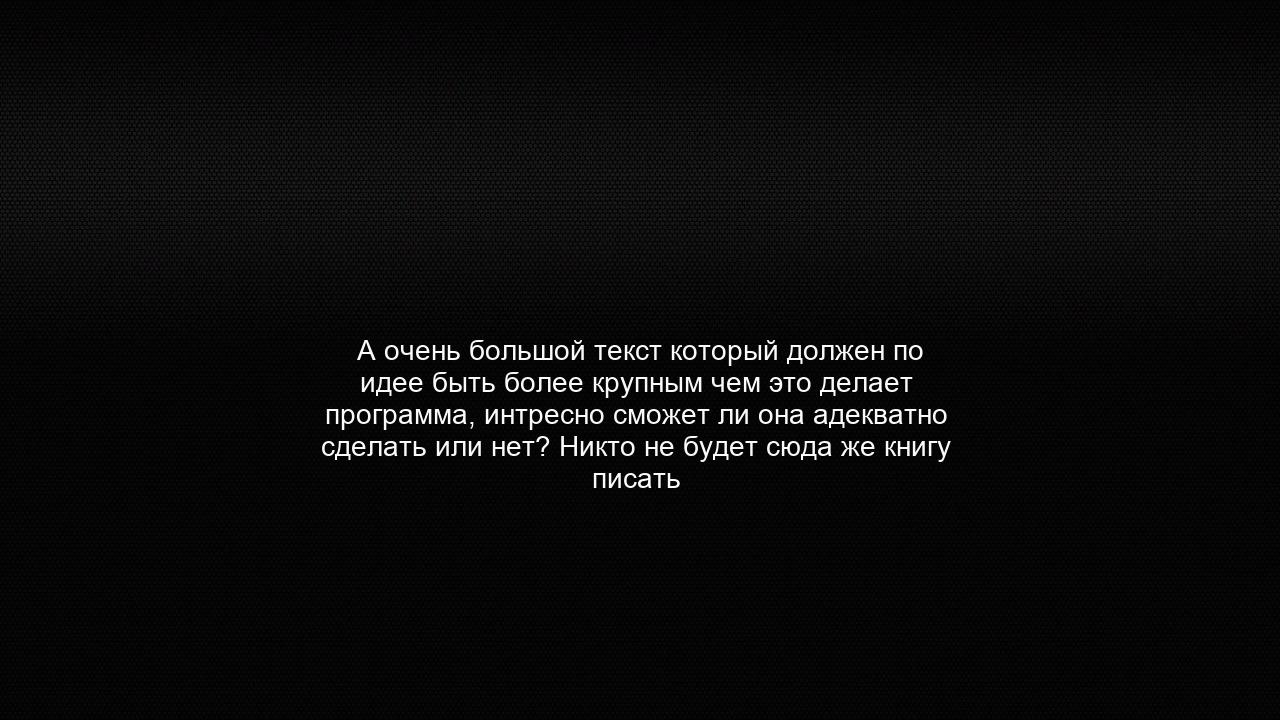 А очень большой текст который должен по
идее быть более крупным чем это делает
программа, интресно сможет ли она адекватно
сделать или нет? Никто не будет сюда же книгу
писать